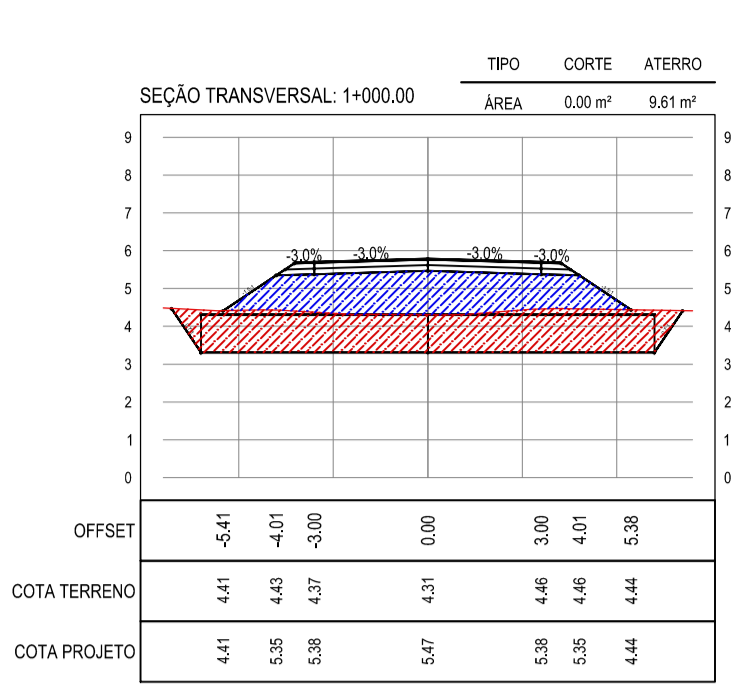 TIPO CORTE ATERRO
SEÇÃO TRANSVERSAL: 1+000.00
ÁREA 0.00 m² 9.61 m²
9 9
8 8
7 7
6 6
-3.0% -3.0% -3.0% -3.0%
5 5
4 4
3 3
2 2
1 1
0 0
OFFSET -5.41 -4.01 -3.00 0.00 3.00 4.01 5.38
COTA TERRENO 4.41 4.43 4.37 4.31 4.46 4.46 4.44
COTA PROJETO 4.41 5.35 5.38 5.47 5.38 5.35 4.44